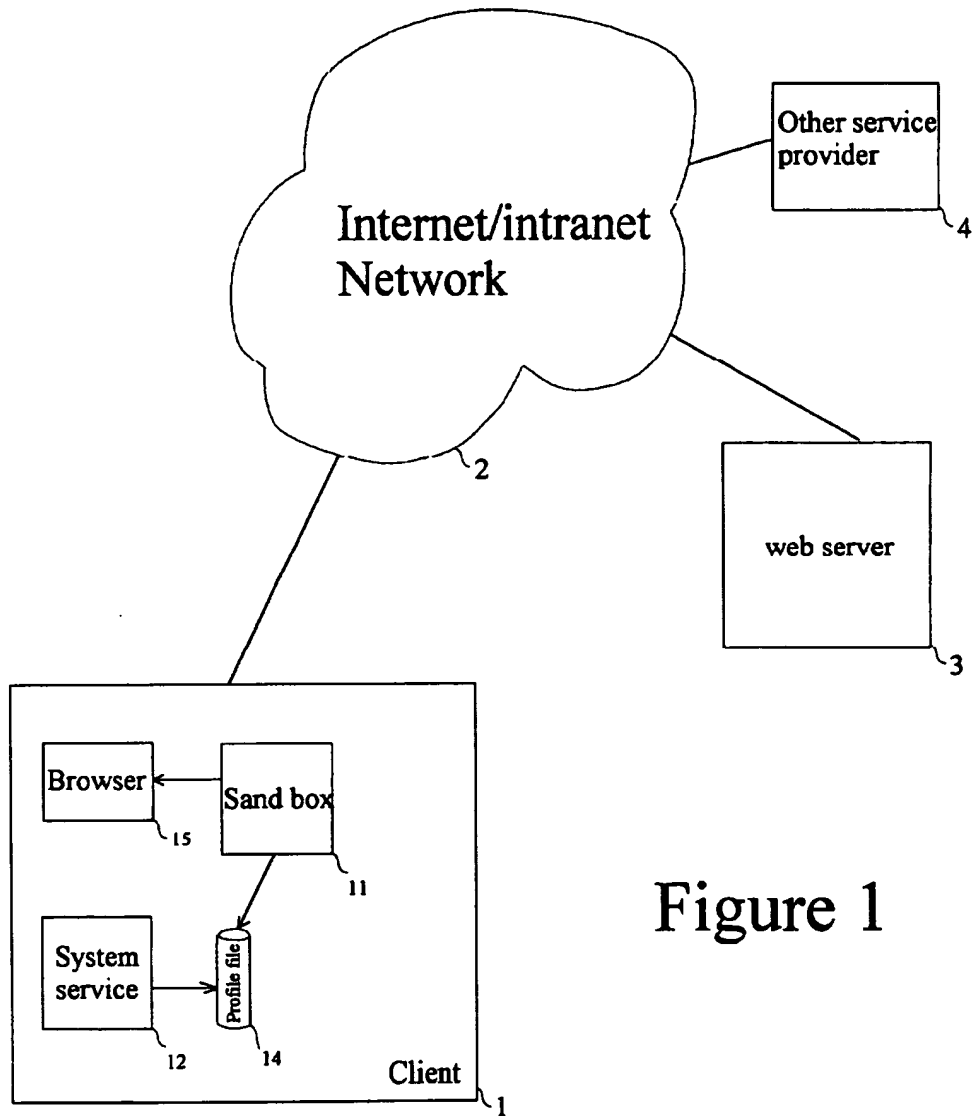 Other service
provider
4
Internet/intranet
Network
2
web server
3
Browser
15
Sand box
11
System
service
12
Profile file
14
Client
1
Figure 1